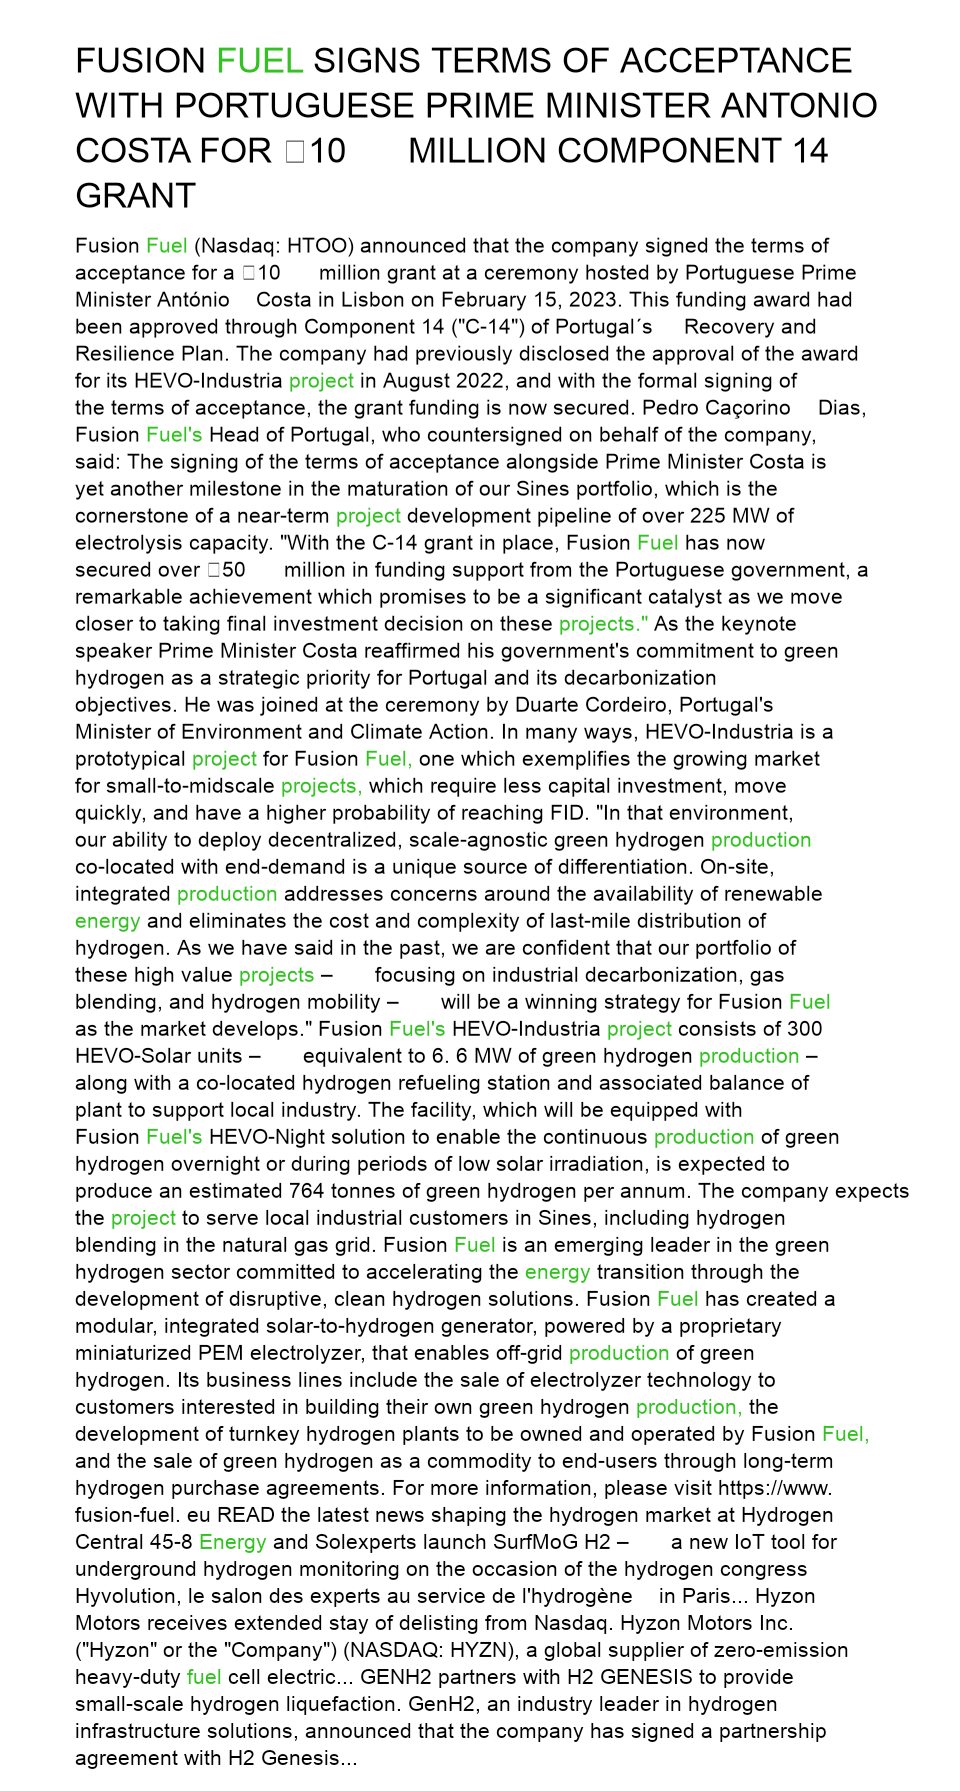 FUSION FUEL SIGNS TERMS OF ACCEPTANCE
WITH PORTUGUESE PRIME MINISTER ANTONIO
COSTA FOR □10 MILLION COMPONENT 14
GRANT
Fusion Fuel (Nasdaq: HTOO) announced that the company signed the terms of
acceptance for a □10 million grant at a ceremony hosted by Portuguese Prime
Minister António Costa in Lisbon on February 15, 2023. This funding award had
been approved through Component 14 ("C-14") of Portugal´s Recovery and
Resilience Plan. The company had previously disclosed the approval of the award
for its HEVO-Industria project in August 2022, and with the formal signing of
the terms of acceptance, the grant funding is now secured. Pedro Caçorino Dias,
Fusion Fuel's Head of Portugal, who countersigned on behalf of the company,
said: The signing of the terms of acceptance alongside Prime Minister Costa is
yet another milestone in the maturation of our Sines portfolio, which is the
cornerstone of a near-term project development pipeline of over 225 MW of
electrolysis capacity. "With the C-14 grant in place, Fusion Fuel has now
secured over □50 million in funding support from the Portuguese government, a
remarkable achievement which promises to be a significant catalyst as we move
closer to taking final investment decision on these projects." As the keynote
speaker Prime Minister Costa reaffirmed his government's commitment to green
hydrogen as a strategic priority for Portugal and its decarbonization
objectives. He was joined at the ceremony by Duarte Cordeiro, Portugal's
Minister of Environment and Climate Action. In many ways, HEVO-Industria is a
prototypical project for Fusion Fuel, one which exemplifies the growing market
for small-to-midscale projects, which require less capital investment, move
quickly, and have a higher probability of reaching FID. "In that environment,
our ability to deploy decentralized, scale-agnostic green hydrogen production
co-located with end-demand is a unique source of differentiation. On-site,
integrated production addresses concerns around the availability of renewable
energy and eliminates the cost and complexity of last-mile distribution of
hydrogen. As we have said in the past, we are confident that our portfolio of
these high value projects – focusing on industrial decarbonization, gas
blending, and hydrogen mobility – will be a winning strategy for Fusion Fuel
as the market develops." Fusion Fuel's HEVO-Industria project consists of 300
HEVO-Solar units – equivalent to 6. 6 MW of green hydrogen production –
along with a co-located hydrogen refueling station and associated balance of
plant to support local industry. The facility, which will be equipped with
Fusion Fuel's HEVO-Night solution to enable the continuous production of green
hydrogen overnight or during periods of low solar irradiation, is expected to
produce an estimated 764 tonnes of green hydrogen per annum. The company expects
the project to serve local industrial customers in Sines, including hydrogen
blending in the natural gas grid. Fusion Fuel is an emerging leader in the green
hydrogen sector committed to accelerating the energy transition through the
development of disruptive, clean hydrogen solutions. Fusion Fuel has created a
modular, integrated solar-to-hydrogen generator, powered by a proprietary
miniaturized PEM electrolyzer, that enables off-grid production of green
hydrogen. Its business lines include the sale of electrolyzer technology to
customers interested in building their own green hydrogen production, the
development of turnkey hydrogen plants to be owned and operated by Fusion Fuel,
and the sale of green hydrogen as a commodity to end-users through long-term
hydrogen purchase agreements. For more information, please visit https://www.
fusion-fuel. eu READ the latest news shaping the hydrogen market at Hydrogen
Central 45-8 Energy and Solexperts launch SurfMoG H2 – a new IoT tool for
underground hydrogen monitoring on the occasion of the hydrogen congress
Hyvolution, le salon des experts au service de l'hydrogène in Paris... Hyzon
Motors receives extended stay of delisting from Nasdaq. Hyzon Motors Inc.
("Hyzon" or the "Company") (NASDAQ: HYZN), a global supplier of zero-emission
heavy-duty fuel cell electric... GENH2 partners with H2 GENESIS to provide
small-scale hydrogen liquefaction. GenH2, an industry leader in hydrogen
infrastructure solutions, announced that the company has signed a partnership
agreement with H2 Genesis...